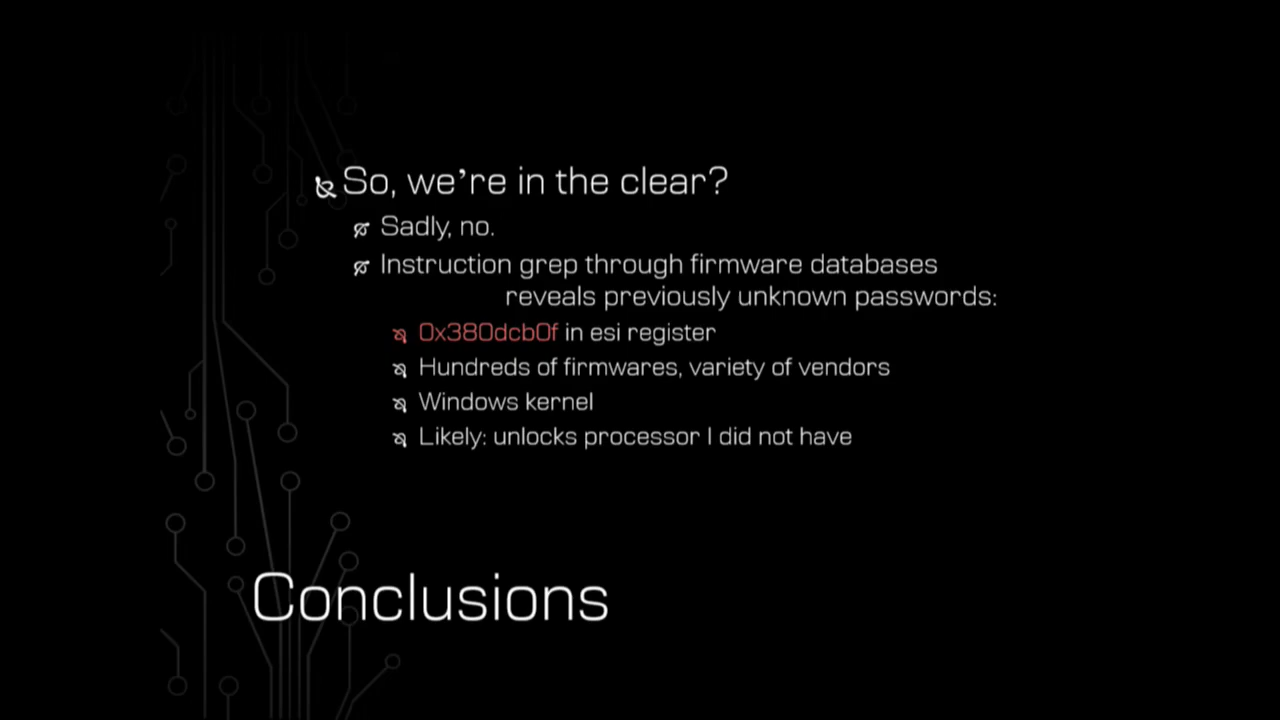 So, we're in the clear?
Sadly, no.
Instruction grep through firmware databases
reveals previously unknown passwords:
0x380dcb0f in esi register
Hundreds of firmwares, variety of vendors
Windows kernel
Likely: unlocks processor I did not have
Conclusions